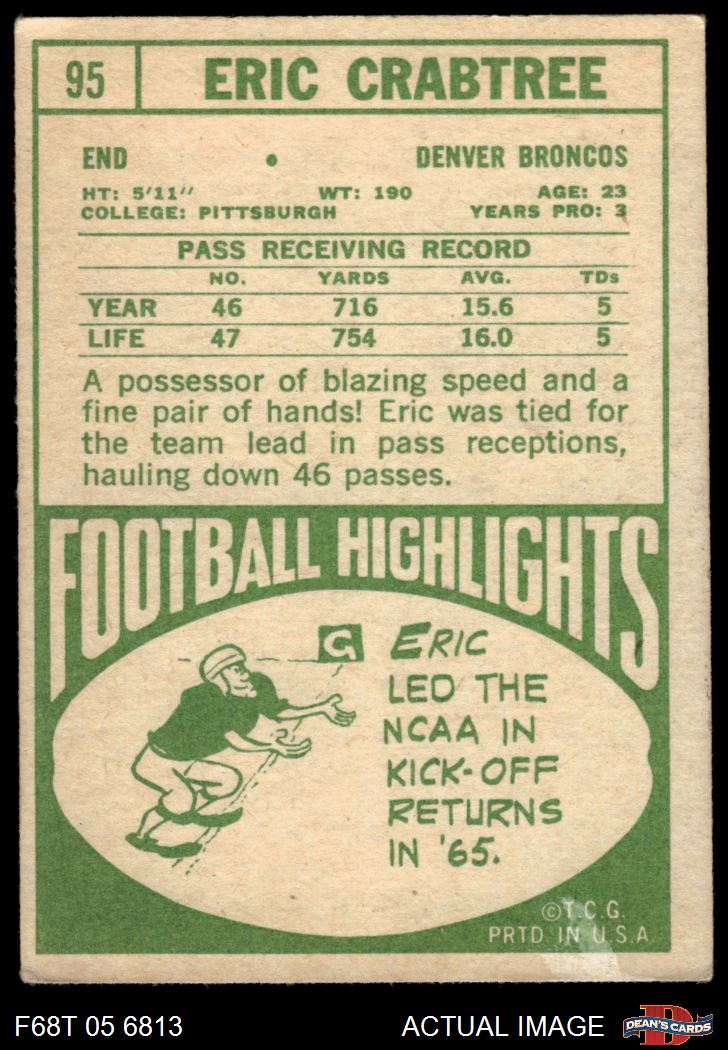 95 ERIC CRABTREE
END • DENVER BRONCOS
HT: 5'11" WT: 190 AGE: 23
COLLEGE: PITTSBURGH YEARS PRO: 3
PASS RECEIVING RECORD
NO. YARDS AVG. TDs
YEAR 46 716 15.6 5
LIFE 47 754 16.0 5
A possessor of blazing speed and a
fine pair of hands! Eric was tied for
the team lead in pass receptions,
hauling down 46 passes.
FOOTBALL HIGHLIGHTS
G ERIC
LED THE
NCAA IN
KICK-OFF
RETURNS
IN '65.
©T.C.G.
PRTD IN U.S.A
F68T 05 6813 ACTUAL IMAGE D DEAN'S CARDS